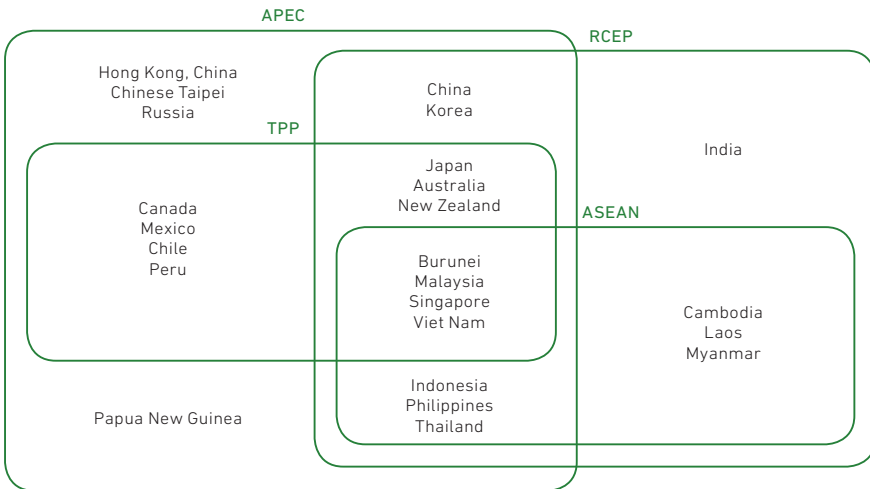 APEC
RCEP
Hong Kong, China
Chinese Taipei
Russia
China
Korea
TPP
India
Japan
Australia
New Zealand
Canada
Mexico
Chile
Peru
ASEAN
Burunei
Malaysia
Singapore
Viet Nam
Cambodia
Laos
Myanmar
Indonesia
Philippines
Thailand
Papua New Guinea